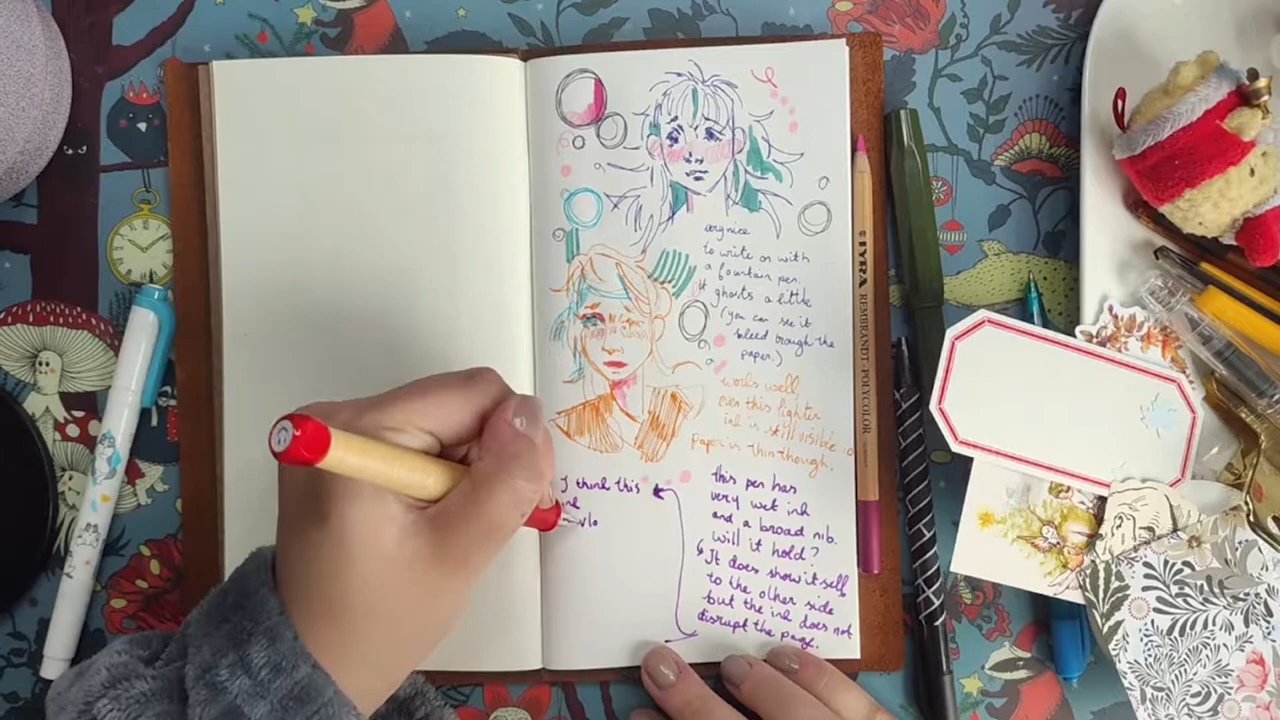 very nice
to write on with
a fountain pen.
it ghosts a little
(you can see it
bleed trough the
paper.)
works well
even this lighter
ink is still visible
paper is thin though.
this pen has
very wet ink
and a broad nib.
will it hold?
It does show it self
to the other side
but the ink does not
disrupt the page.
I think this
LYRA REMBRANDT-POLYCOLOR